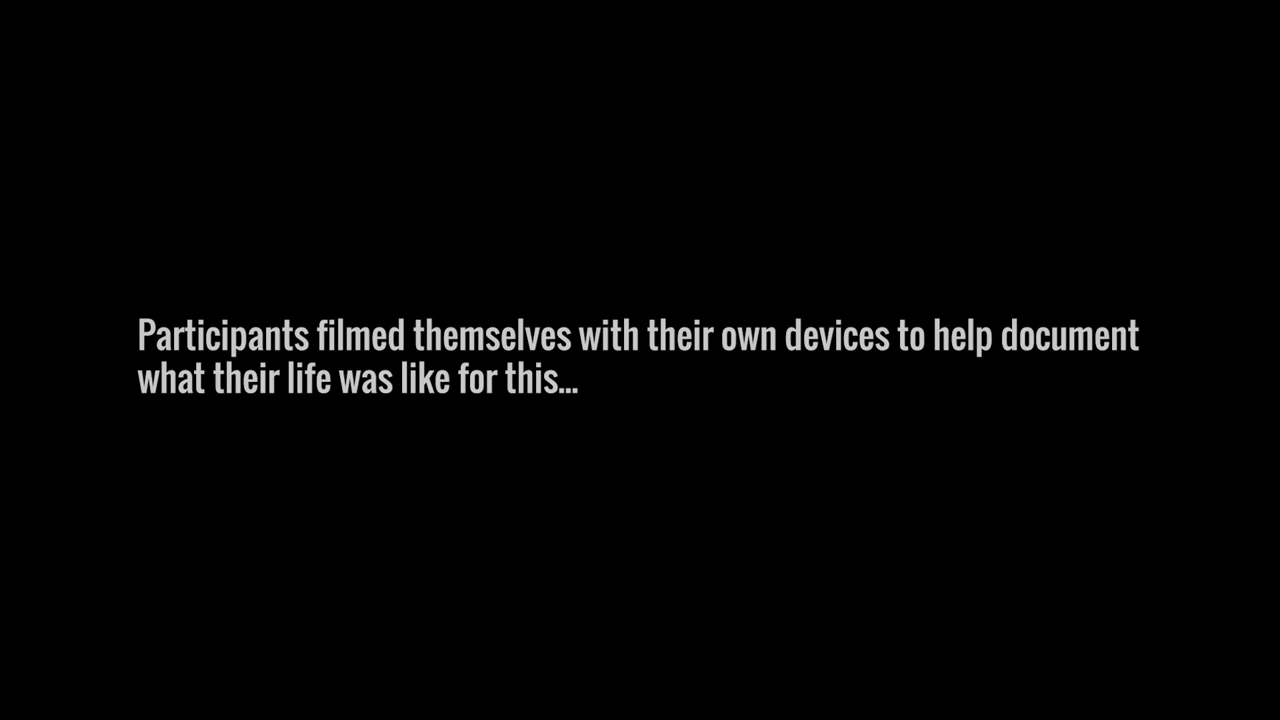 Participants filmed themselves with their own devices to help document
what their life was like for this...